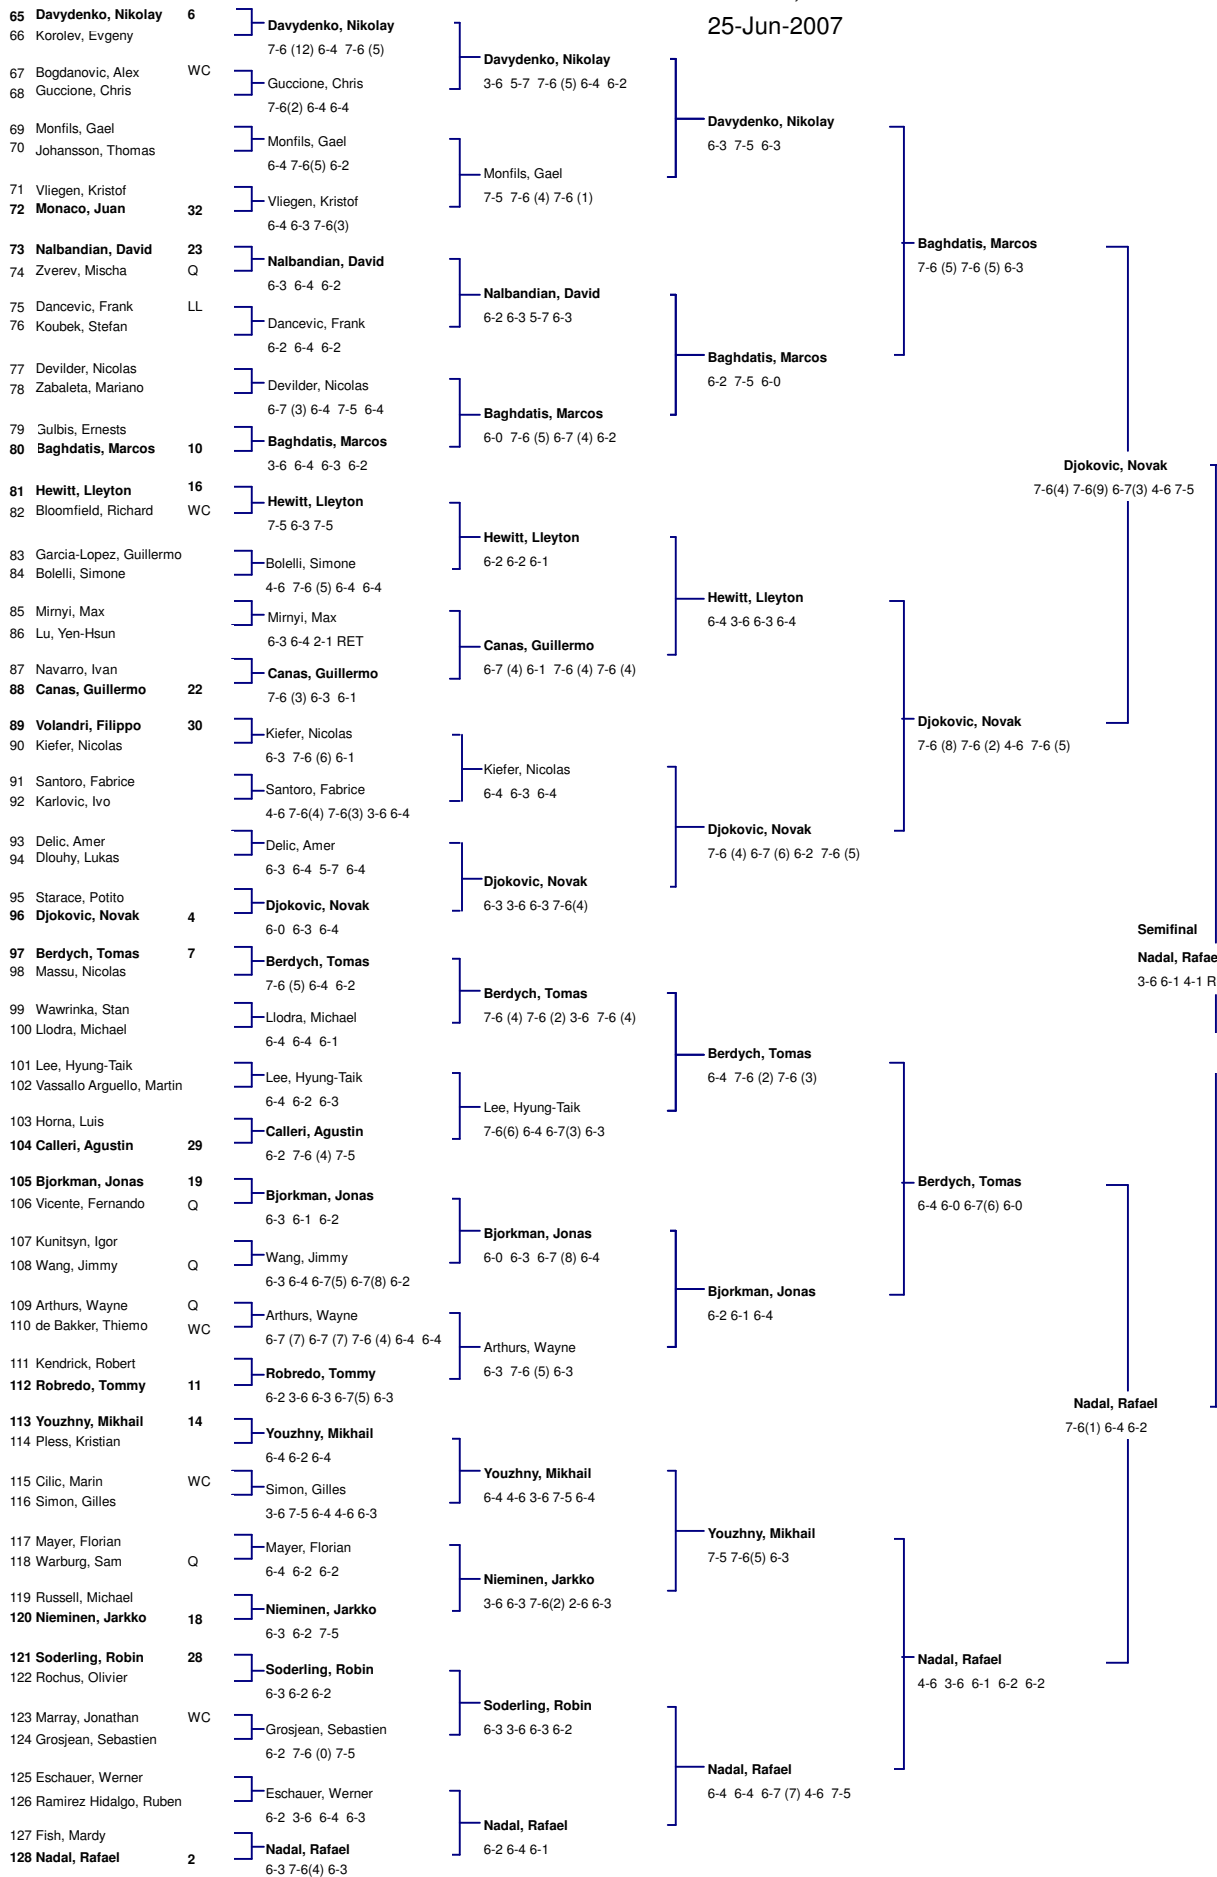 25-Jun-2007
65 Davydenko, Nikolay 6
66 Korolev, Evgeny
67 Bogdanovic, Alex WC
68 Guccione, Chris
69 Monfils, Gael
70 Johansson, Thomas
71 Vliegen, Kristof
72 Monaco, Juan 32
73 Nalbandian, David 23
74 Zverev, Mischa Q
75 Dancevic, Frank LL
76 Koubek, Stefan
77 Devilder, Nicolas
78 Zabaleta, Mariano
79 Gulbis, Ernests
80 Baghdatis, Marcos 10
81 Hewitt, Lleyton 16
82 Bloomfield, Richard WC
83 Garcia-Lopez, Guillermo
84 Bolelli, Simone
85 Mirnyi, Max
86 Lu, Yen-Hsun
87 Navarro, Ivan
88 Canas, Guillermo 22
89 Volandri, Filippo 30
90 Kiefer, Nicolas
91 Santoro, Fabrice
92 Karlovic, Ivo
93 Delic, Amer
94 Dlouhy, Lukas
95 Starace, Potito
96 Djokovic, Novak 4
97 Berdych, Tomas 7
98 Massu, Nicolas
99 Wawrinka, Stan
100 Llodra, Michael
101 Lee, Hyung-Taik
102 Vassallo Arguello, Martin
103 Horna, Luis
104 Calleri, Agustin 29
105 Bjorkman, Jonas 19
106 Vicente, Fernando Q
107 Kunitsyn, Igor
108 Wang, Jimmy Q
109 Arthurs, Wayne Q
110 de Bakker, Thiemo WC
111 Kendrick, Robert
112 Robredo, Tommy 11
113 Youzhny, Mikhail 14
114 Pless, Kristian
115 Cilic, Marin WC
116 Simon, Gilles
117 Mayer, Florian
118 Warburg, Sam Q
119 Russell, Michael
120 Nieminen, Jarkko 18
121 Soderling, Robin 28
122 Rochus, Olivier
123 Marray, Jonathan WC
124 Grosjean, Sebastien
125 Eschauer, Werner
126 Ramirez Hidalgo, Ruben
127 Fish, Mardy
128 Nadal, Rafael 2
Davydenko, Nikolay
7-6 (12) 6-4 7-6 (5)
Guccione, Chris
7-6(2) 6-4 6-4
Monfils, Gael
6-4 7-6(5) 6-2
Vliegen, Kristof
6-4 6-3 7-6(3)
Nalbandian, David
6-3 6-4 6-2
Dancevic, Frank
6-2 6-4 6-2
Devilder, Nicolas
6-7 (3) 6-4 7-5 6-4
Baghdatis, Marcos
3-6 6-4 6-3 6-2
Hewitt, Lleyton
7-5 6-3 7-5
Bolelli, Simone
4-6 7-6 (5) 6-4 6-4
Mirnyi, Max
6-3 6-4 2-1 RET
Canas, Guillermo
7-6 (3) 6-3 6-1
Kiefer, Nicolas
6-3 7-6 (6) 6-1
Santoro, Fabrice
4-6 7-6(4) 7-6(3) 3-6 6-4
Delic, Amer
6-3 6-4 5-7 6-4
Djokovic, Novak
6-0 6-3 6-4
Berdych, Tomas
7-6 (5) 6-4 6-2
Llodra, Michael
6-4 6-4 6-1
Lee, Hyung-Taik
6-4 6-2 6-3
Calleri, Agustin
6-2 7-6 (4) 7-5
Bjorkman, Jonas
6-3 6-1 6-2
Wang, Jimmy
6-3 6-4 6-7(5) 6-7(8) 6-2
Arthurs, Wayne
6-7 (7) 6-7 (7) 7-6 (4) 6-4 6-4
Robredo, Tommy
6-2 3-6 6-3 6-7(5) 6-3
Youzhny, Mikhail
6-4 6-2 6-4
Simon, Gilles
3-6 7-5 6-4 4-6 6-3
Mayer, Florian
6-4 6-2 6-2
Nieminen, Jarkko
6-3 6-2 7-5
Soderling, Robin
6-3 6-2 6-2
Grosjean, Sebastien
6-2 7-6 (0) 7-5
Eschauer, Werner
6-2 3-6 6-4 6-3
Nadal, Rafael
6-3 7-6(4) 6-3
Davydenko, Nikolay
3-6 5-7 7-6 (5) 6-4 6-2
Monfils, Gael
7-5 7-6 (4) 7-6 (1)
Nalbandian, David
6-2 6-3 5-7 6-3
Baghdatis, Marcos
6-0 7-6 (5) 6-7 (4) 6-2
Hewitt, Lleyton
6-2 6-2 6-1
Canas, Guillermo
6-7 (4) 6-1 7-6 (4) 7-6 (4)
Kiefer, Nicolas
6-4 6-3 6-4
Djokovic, Novak
6-3 3-6 6-3 7-6(4)
Berdych, Tomas
7-6 (4) 7-6 (2) 3-6 7-6 (4)
Lee, Hyung-Taik
7-6(6) 6-4 6-7(3) 6-3
Bjorkman, Jonas
6-0 6-3 6-7 (8) 6-4
Arthurs, Wayne
6-3 7-6 (5) 6-3
Youzhny, Mikhail
6-4 4-6 3-6 7-5 6-4
Nieminen, Jarkko
3-6 6-3 7-6(2) 2-6 6-3
Soderling, Robin
6-3 3-6 6-3 6-2
Nadal, Rafael
6-2 6-4 6-1
Davydenko, Nikolay
6-3 7-5 6-3
Baghdatis, Marcos
6-2 7-5 6-0
Hewitt, Lleyton
6-4 3-6 6-3 6-4
Djokovic, Novak
7-6 (4) 6-7 (6) 6-2 7-6 (5)
Berdych, Tomas
6-4 7-6 (2) 7-6 (3)
Bjorkman, Jonas
6-2 6-1 6-4
Youzhny, Mikhail
7-5 7-6(5) 6-3
Nadal, Rafael
6-4 6-4 6-7 (7) 4-6 7-5
Baghdatis, Marcos
7-6 (5) 7-6 (5) 6-3
Djokovic, Novak
7-6 (8) 7-6 (2) 4-6 7-6 (5)
Berdych, Tomas
6-4 6-0 6-7(6) 6-0
Nadal, Rafael
4-6 3-6 6-1 6-2 6-2
Djokovic, Novak
7-6(4) 7-6(9) 6-7(3) 4-6 7-5
Nadal, Rafael
7-6(1) 6-4 6-2
Semifinal
Nadal, Rafae
3-6 6-1 4-1 R